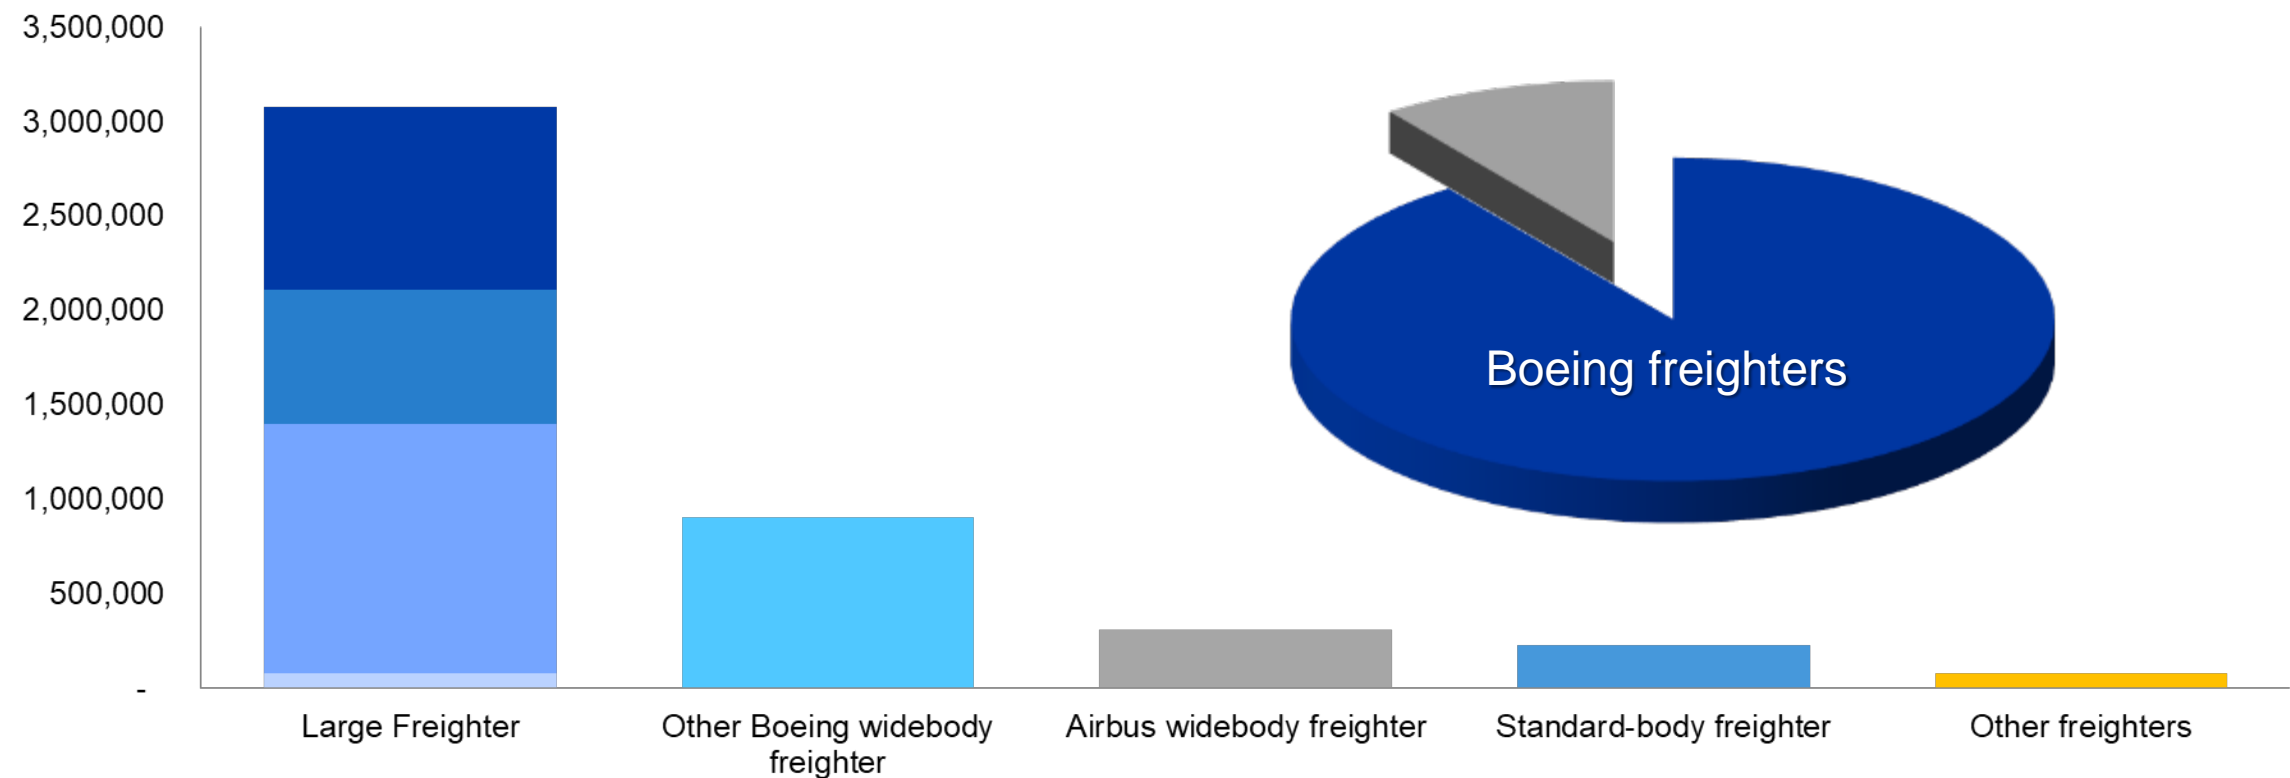 3,500,000
3,000,000
2,500,000
2,000,000
1,500,000
1,000,000
500,000
-
Boeing freighters
Large Freighter
Other Boeing widebody
freighter
Airbus widebody freighter
Standard-body freighter
Other freighters